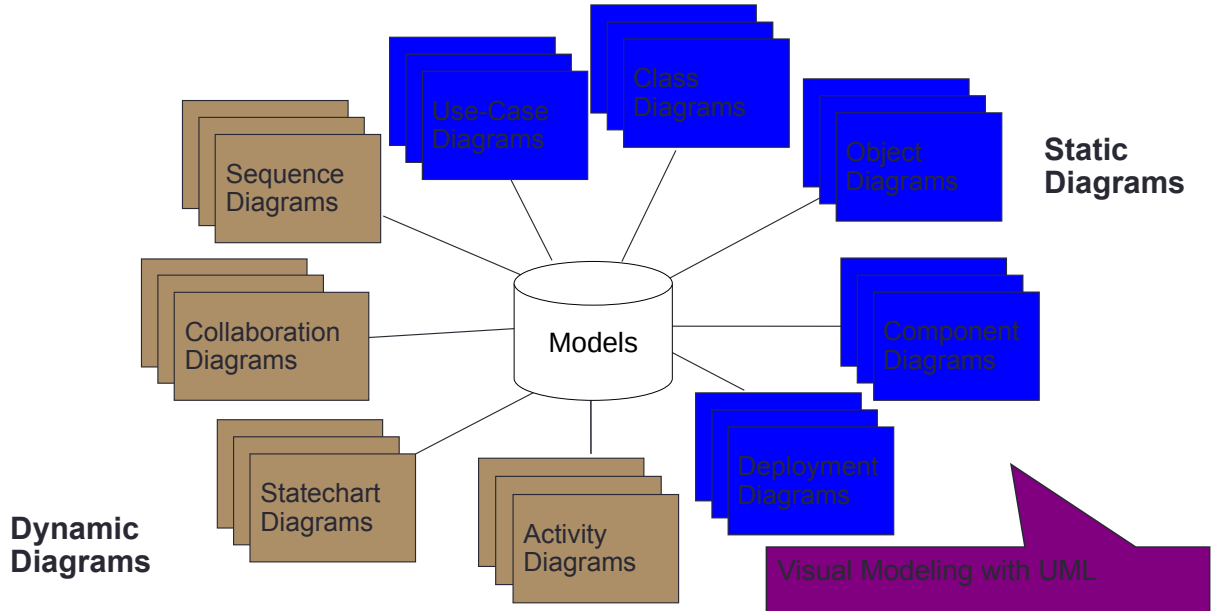 Class
Diagrams
Use-Case
Diagrams
Object
Diagrams
Static
Diagrams
Sequence
Diagrams
Collaboration
Diagrams
Models
Component
Diagrams
Statechart
Diagrams
Activity
Diagrams
Deployment
Diagrams
Dynamic
Diagrams
Visual Modeling with UML